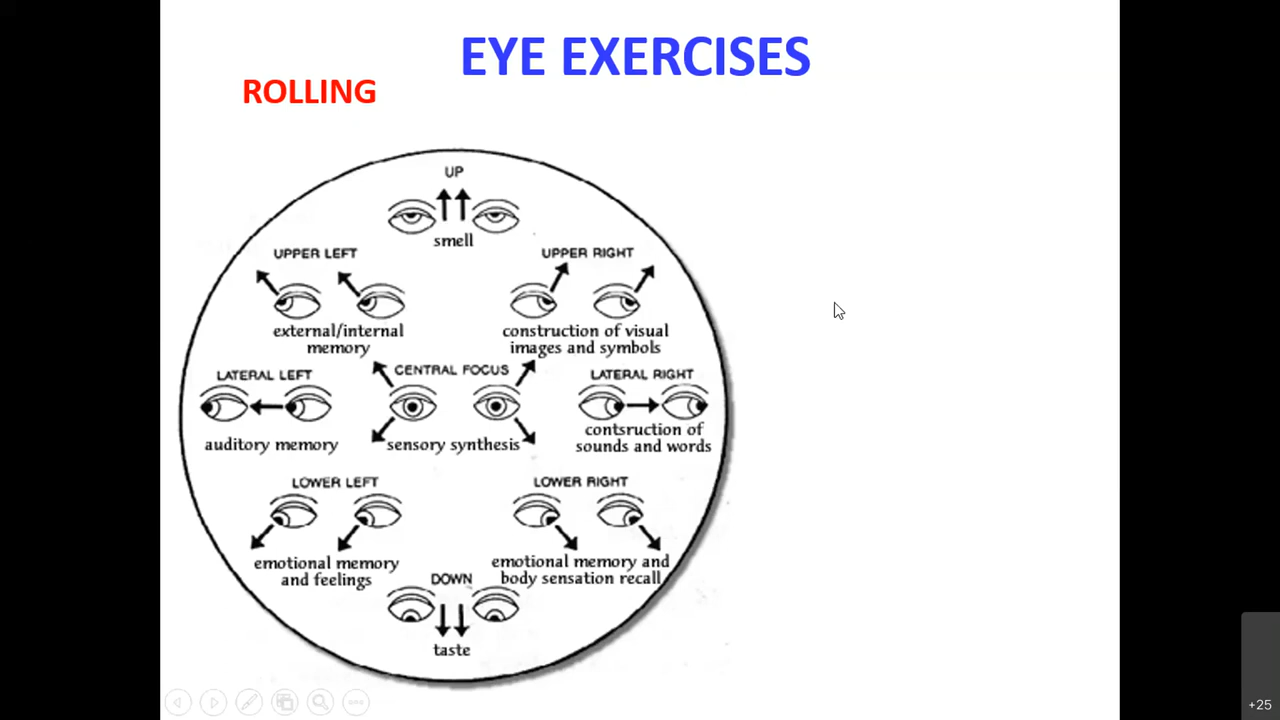 EYE EXERCISES
ROLLING
UP
smell
UPPER LEFT
UPPER RIGHT
external/internal
memory
construction of visual
images and symbols
LATERAL LEFT
CENTRAL FOCUS
LATERAL RIGHT
auditory memory
sensory synthesis
contsruction of
sounds and words
LOWER LEFT
LOWER RIGHT
emotional memory
and feelings
emotional memory and
body sensation recall
DOWN
taste
+25